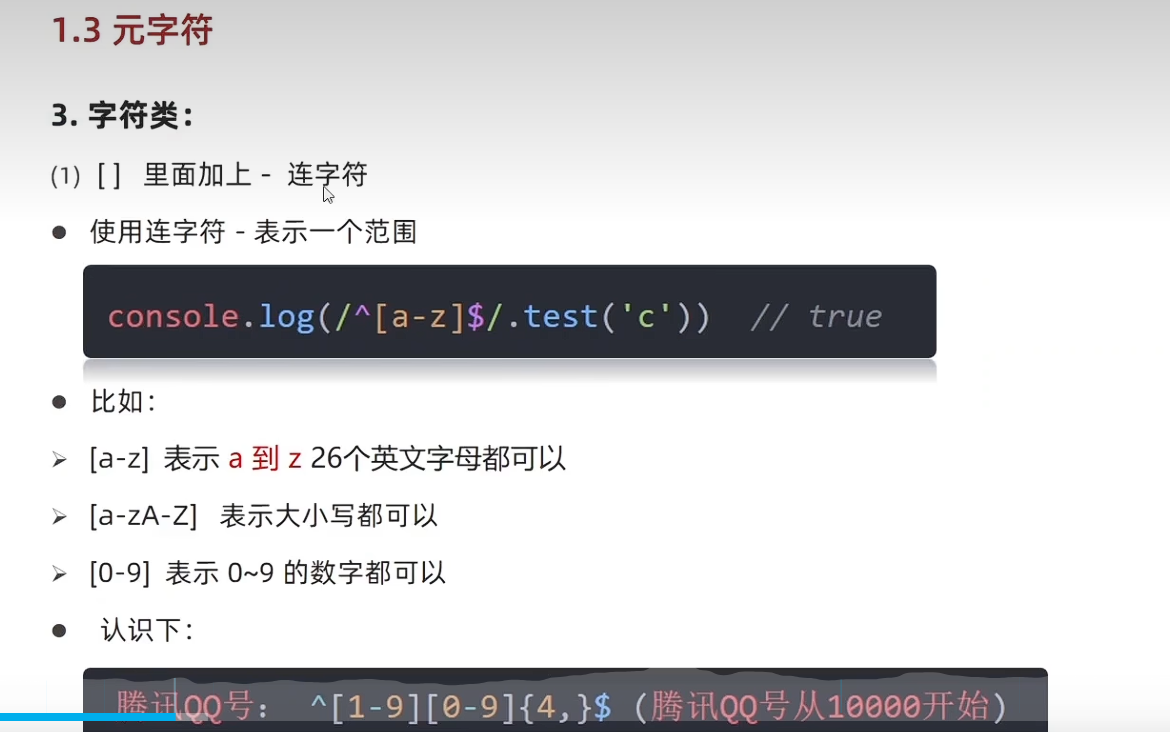 1.3 元字符
3. 字符类：
(1) [ ] 里面加上 - 连字符
● 使用连字符 - 表示一个范围
console.log(/^[a-z]$/.test('c')) // true
● 比如：
➢ [a-z] 表示 a 到 z 26个英文字母都可以
➢ [a-zA-Z] 表示大小写都可以
➢ [0-9] 表示 0~9 的数字都可以
● 认识下：
腾讯QQ号： ^[1-9][0-9]{4,}$ (腾讯QQ号从10000开始)